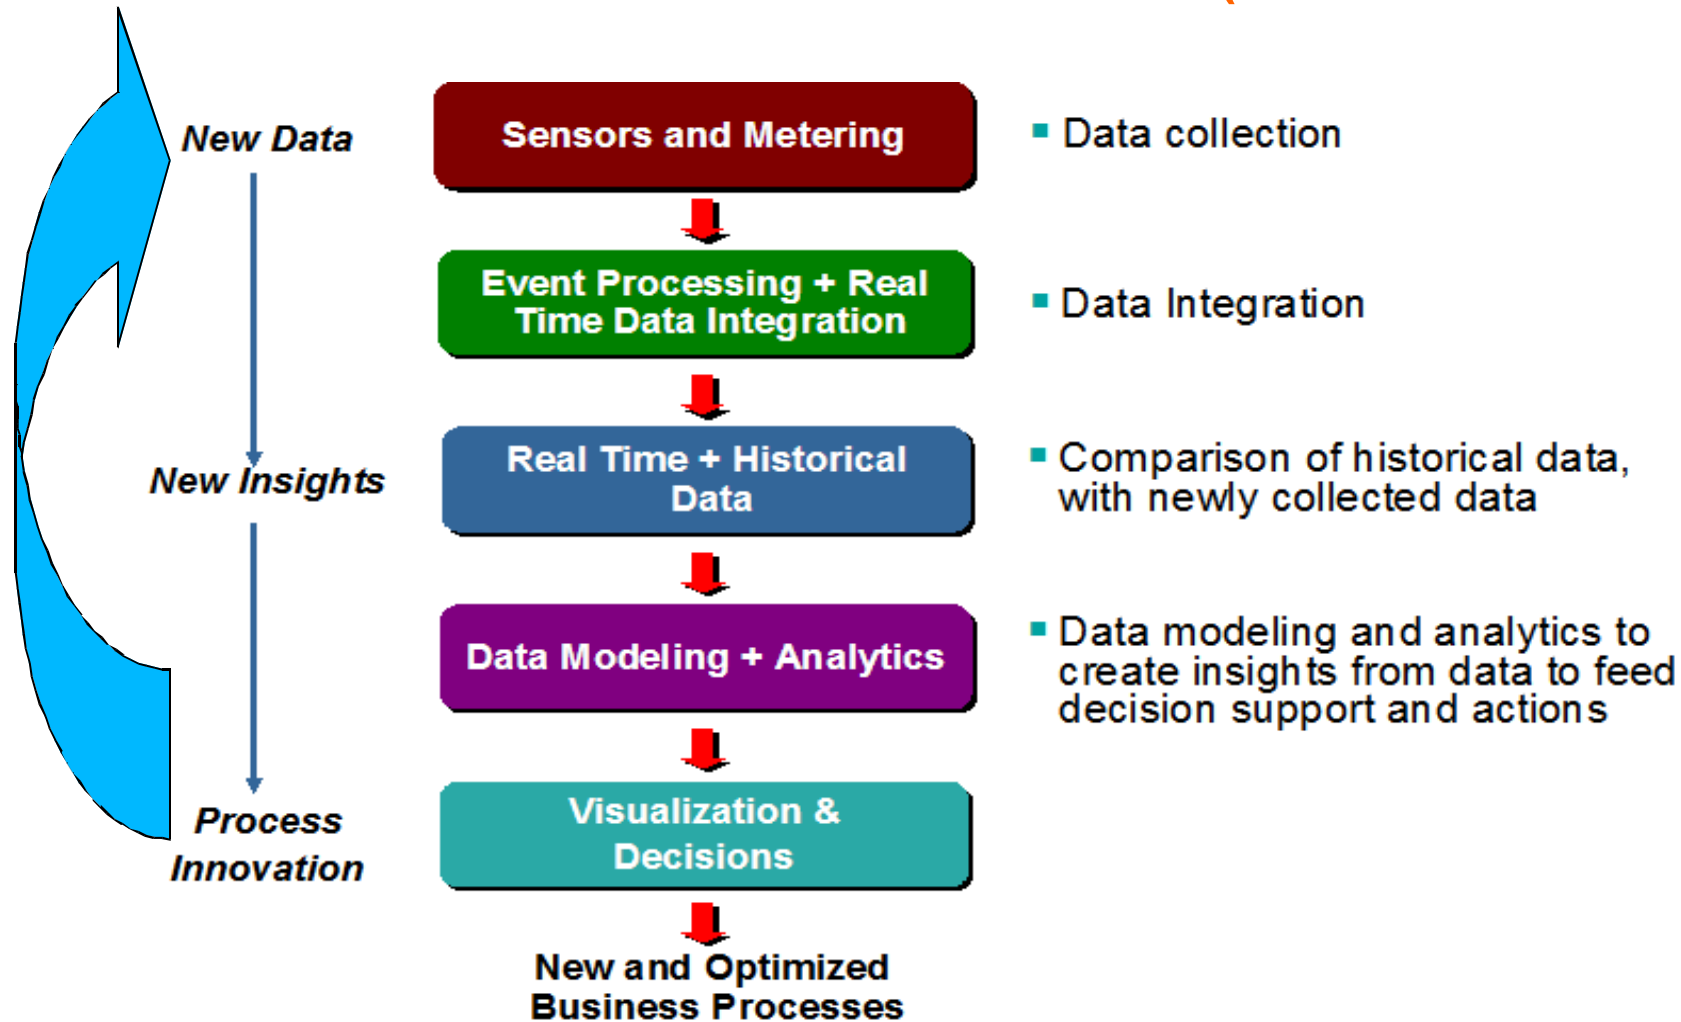 New Data
Sensors and Metering
Data collection
Event Processing + Real
Time Data Integration
Data Integration
New Insights
Real Time + Historical
Data
Comparison of historical data,
with newly collected data
Data Modeling + Analytics
Data modeling and analytics to
create insights from data to feed
decision support and actions
Process
Innovation
Visualization &
Decisions
New and Optimized
Business Processes